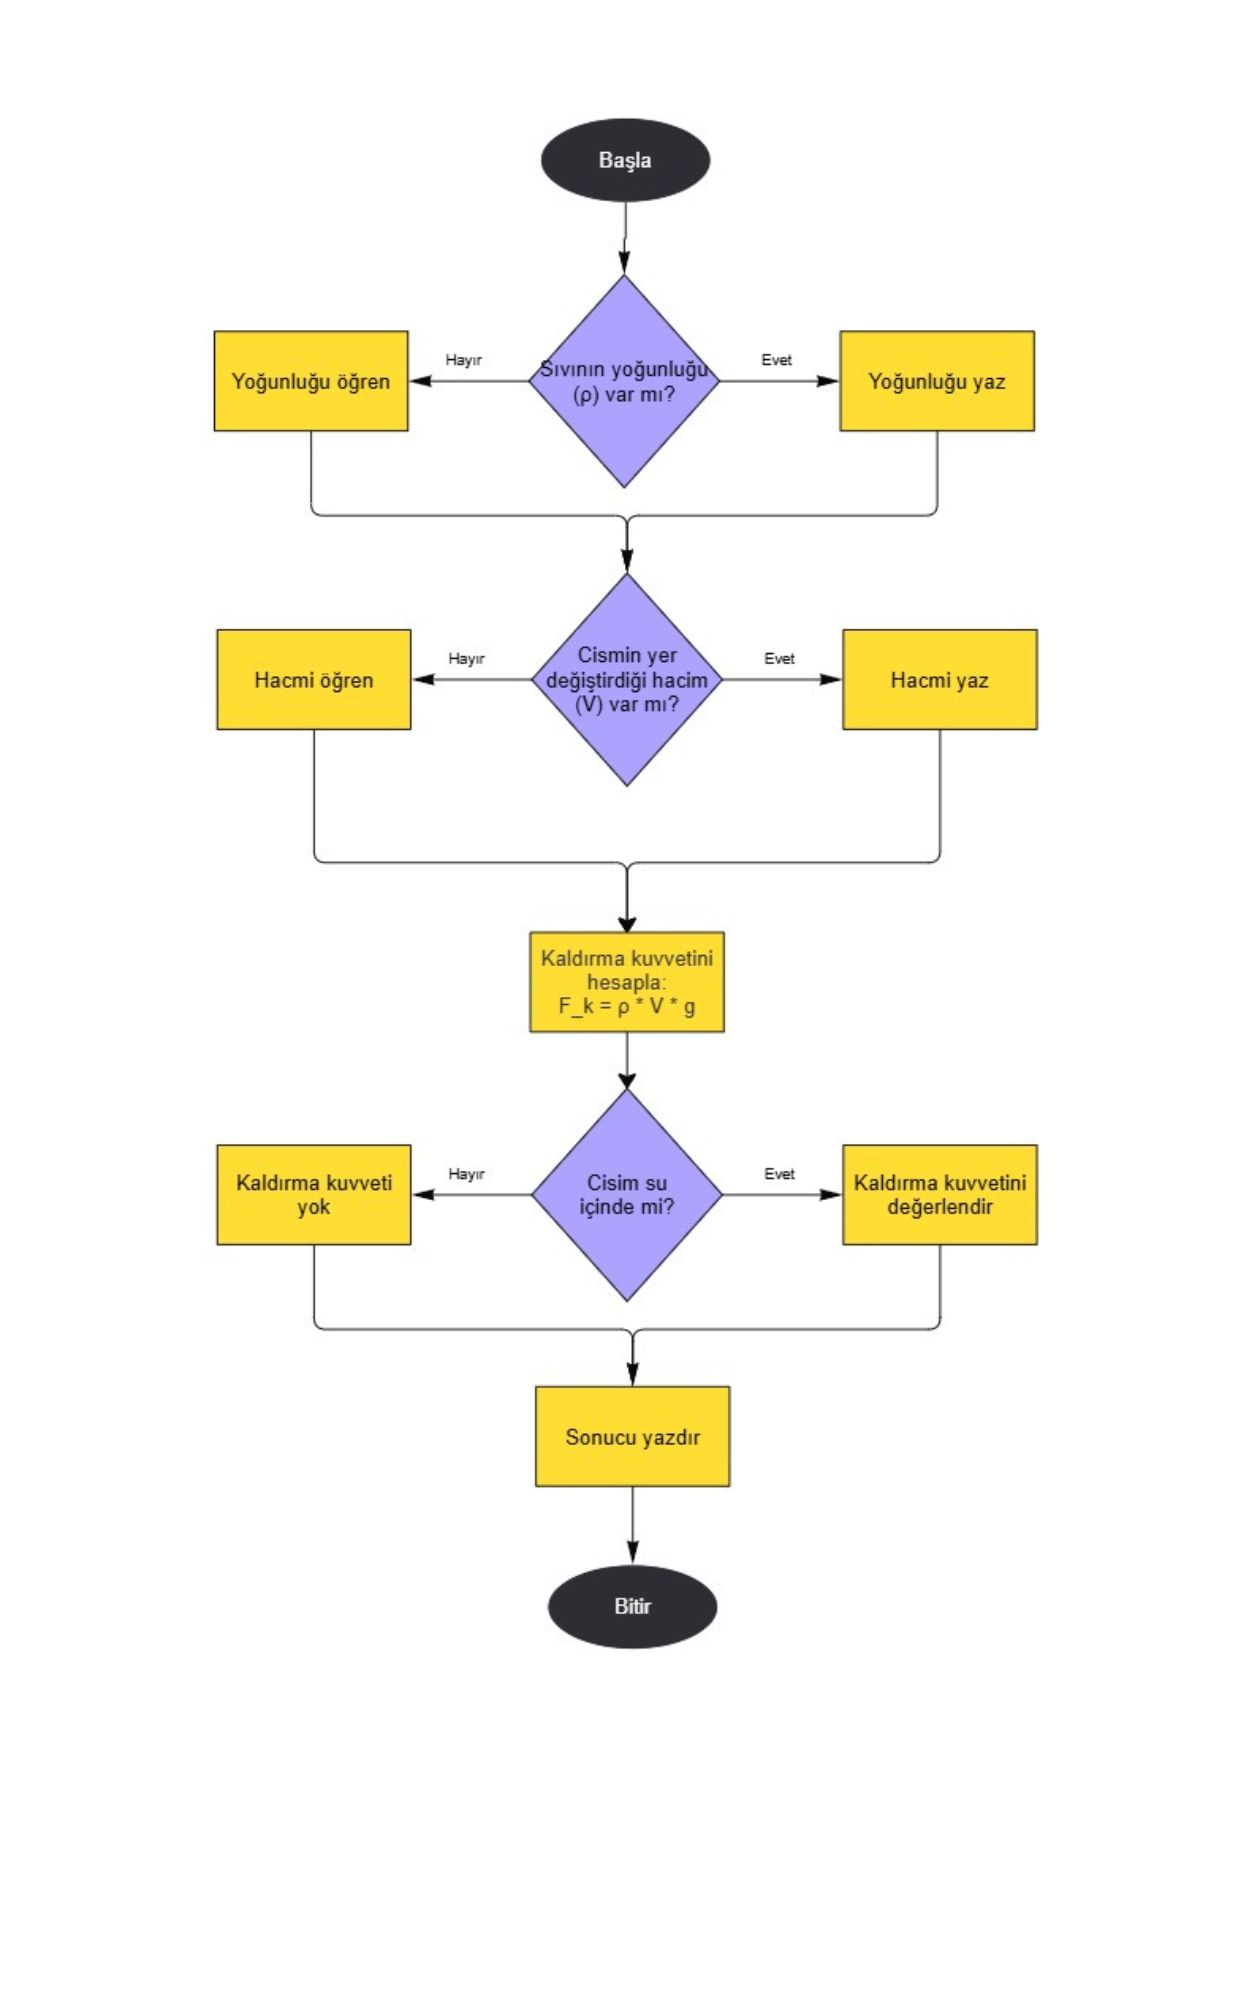 Başla
Sıvının yoğunluğu
(ρ) var mı?
Hayır
Evet
Yoğunluğu öğren
Yoğunluğu yaz
Cismin yer
değiştirdiği hacim
(V) var mı?
Hayır
Evet
Hacmi öğren
Hacmi yaz
Kaldırma kuvvetini
hesapla:
F_k = ρ * V * g
Cisim su
içinde mi?
Hayır
Evet
Kaldırma kuvveti
yok
Kaldırma kuvvetini
değerlendir
Sonucu yazdır
Bitir